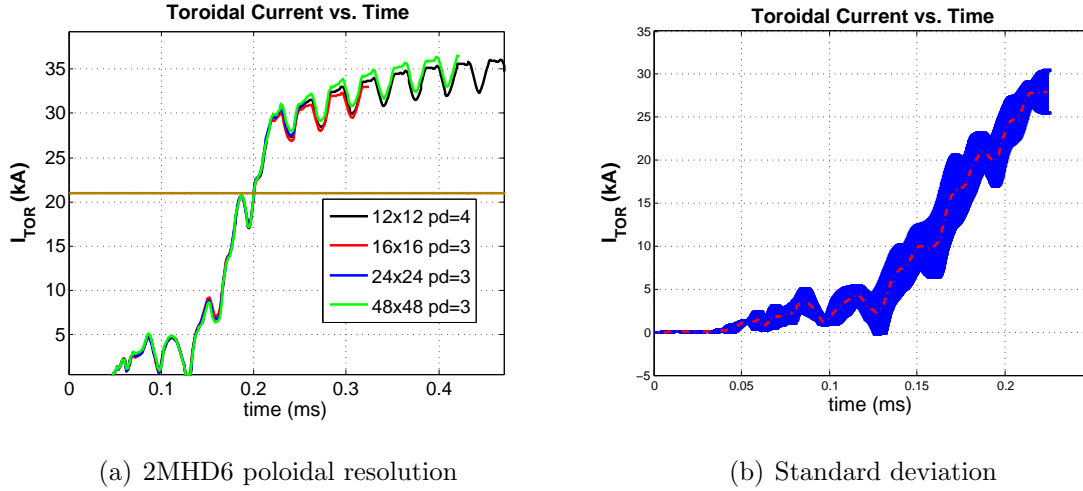 Toroidal Current vs. Time
35
30
25
20
15
10
5
I_TOR (kA)
0
0.1
0.2
0.3
0.4
time (ms)
12x12 pd=4
16x16 pd=3
24x24 pd=3
48x48 pd=3
(a) 2MHD6 poloidal resolution
Toroidal Current vs. Time
35
30
25
20
15
10
5
0
−5
I_TOR (kA)
0
0.05
0.1
0.15
0.2
time (ms)
(b) Standard deviation